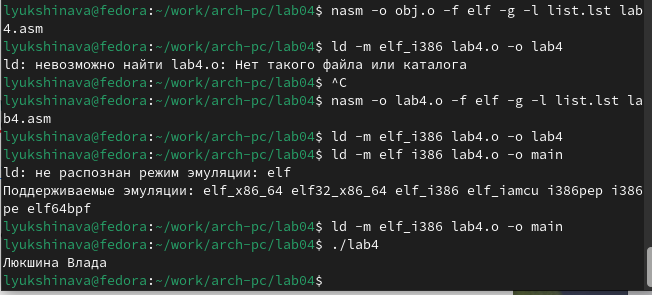 lyukshinava@fedora:~/work/arch-pc/lab04$ nasm -o obj.o -f elf -g -l list.lst lab
4.asm
lyukshinava@fedora:~/work/arch-pc/lab04$ ld -m elf_i386 lab4.o -o lab4
ld: невозможно найти lab4.o: Нет такого файла или каталога
lyukshinava@fedora:~/work/arch-pc/lab04$ ^C
lyukshinava@fedora:~/work/arch-pc/lab04$ nasm -o lab4.o -f elf -g -l list.lst la
b4.asm
lyukshinava@fedora:~/work/arch-pc/lab04$ ld -m elf_i386 lab4.o -o lab4
lyukshinava@fedora:~/work/arch-pc/lab04$ ld -m elf i386 lab4.o -o main
ld: не распознан режим эмуляции: elf
Поддерживаемые эмуляции: elf_x86_64 elf32_x86_64 elf_i386 elf_iamcu i386pep i386
pe elf64bpf
lyukshinava@fedora:~/work/arch-pc/lab04$ ld -m elf_i386 lab4.o -o main
lyukshinava@fedora:~/work/arch-pc/lab04$ ./lab4
Люкшина Влада
lyukshinava@fedora:~/work/arch-pc/lab04$